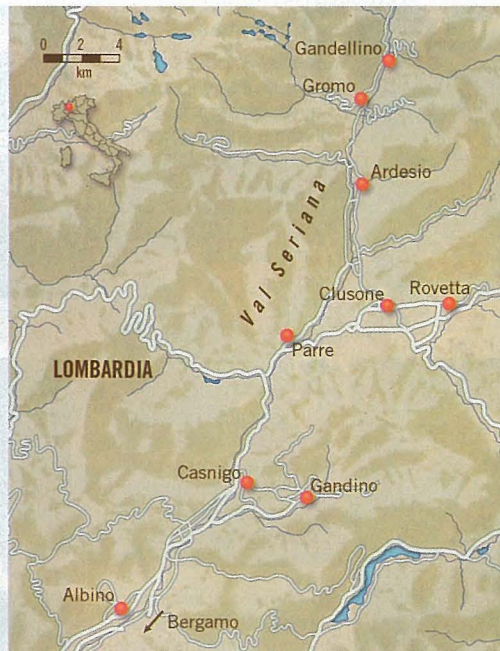 0 2 4
km
Gandellino
Gromo
Ardesio
Val Seriana
Clusone
Rovetta
Parre
LOMBARDIA
Casnigo
Gandino
Albino
Bergamo